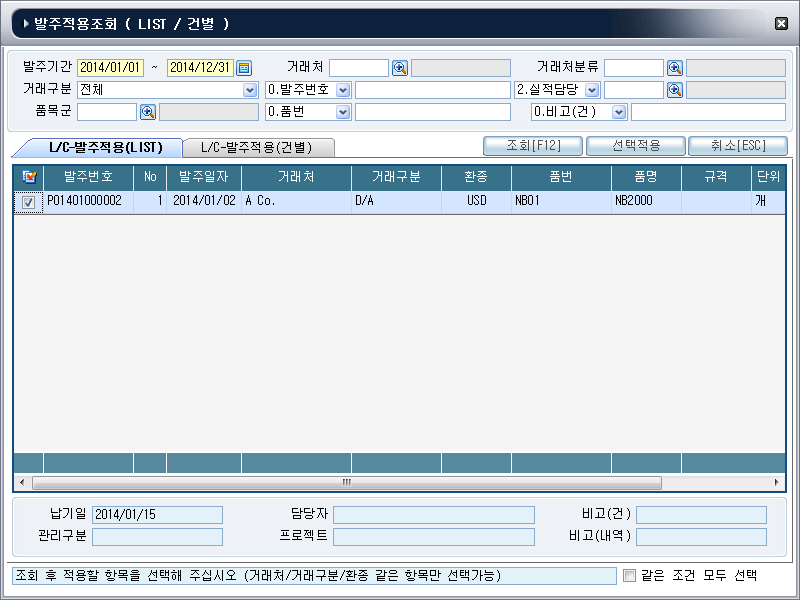 발주적용조회 ( LIST / 건별 )
발주기간 2014/01/01 ~ 2014/12/31 거래처 거래처분류
거래구분 전체 0.발주번호 2.실적담당
품목군 0.품번 0.비고(건)
L/C-발주적용(LIST) L/C-발주적용(건별) 조회[F12] 선택적용 취소[ESC]
발주번호 No 발주일자 거래처 거래구분 환종 품번 품명 규격 단위
PO1401000002 1 2014/01/02 A Co. D/A USD NB01 NB2000 개
납기일 2014/01/15 담당자 비고(건)
관리구분 프로젝트 비고(내역)
조회 후 적용할 항목을 선택해 주십시오 (거래처/거래구분/환종 같은 항목만 선택가능) 같은 조건 모두 선택